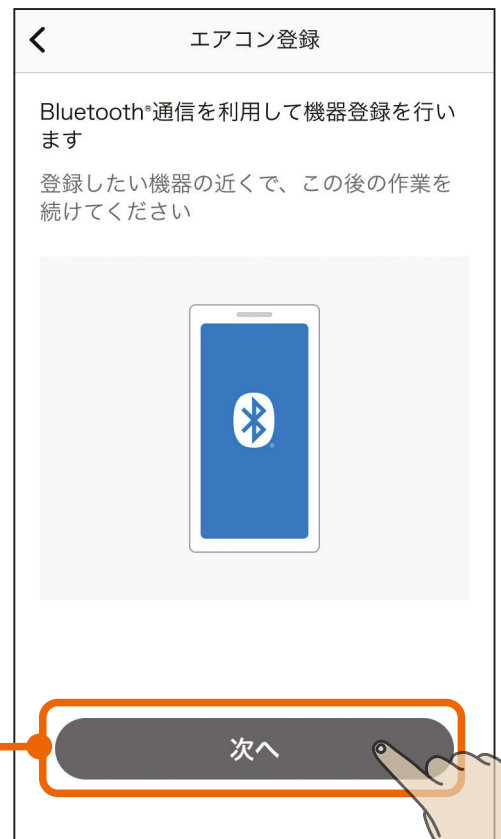 エアコン登録
Bluetooth®通信を利用して機器登録を行い
ます
登録したい機器の近くで、この後の作業を
続けてください
次へ